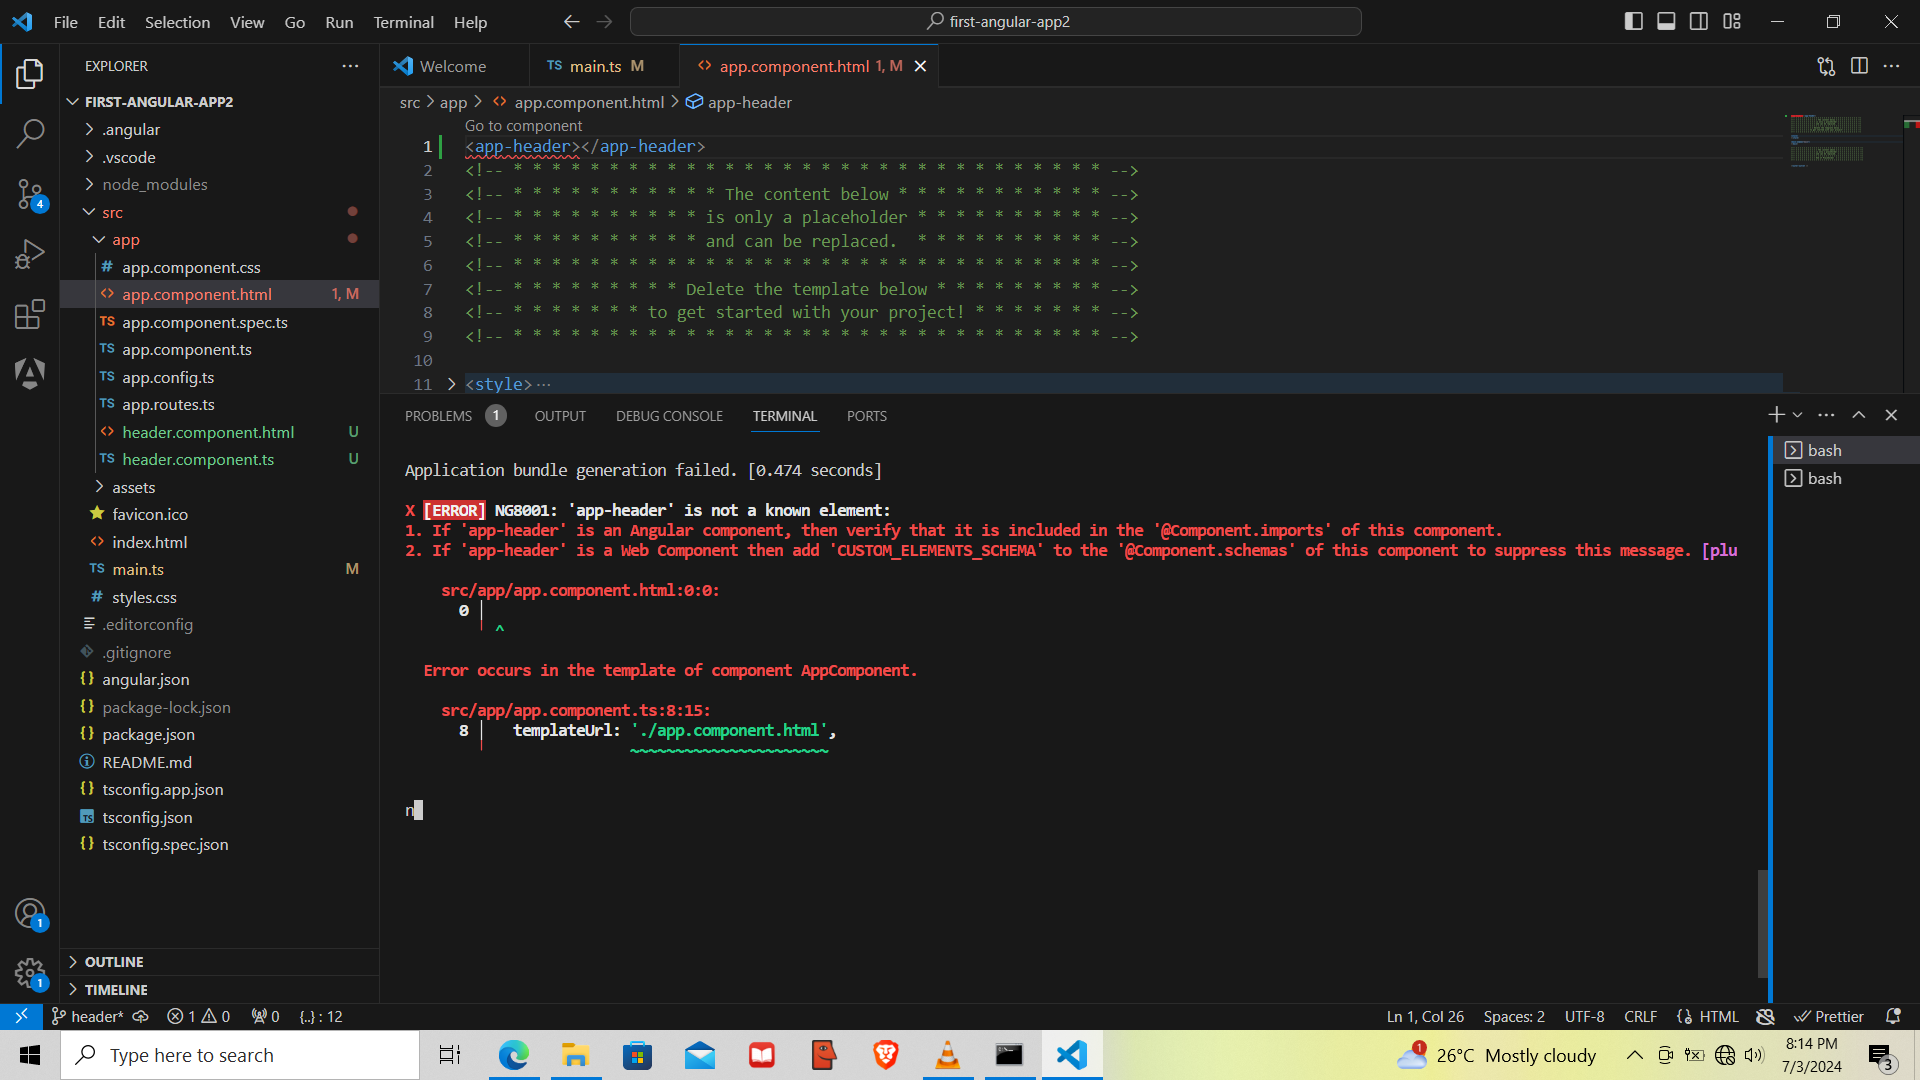 File Edit Selection View Go Run Terminal Help
first-angular-app2
EXPLORER
FIRST-ANGULAR-APP2
.angular
.vscode
node_modules
src
app
# app.component.css
<> app.component.html 1, M
TS app.component.spec.ts
TS app.component.ts
TS app.config.ts
TS app.routes.ts
<> header.component.html U
TS header.component.ts U
assets
favicon.ico
<> index.html
TS main.ts M
# styles.css
.editorconfig
.gitignore
{} angular.json
package-lock.json
{} package.json
README.md
{} tsconfig.app.json
TS tsconfig.json
{} tsconfig.spec.json
OUTLINE
TIMELINE
4
1
1
Welcome
TS main.ts M
<> app.component.html 1, M
src > app > <> app.component.html > app-header
Go to component
1 <app-header></app-header>
2 <!-- * * * * * * * * * * * * * * * * * * * * * * * * * * * * * * * -->
3 <!-- * * * * * * * * * * * The content below * * * * * * * * * * * -->
4 <!-- * * * * * * * * * * is only a placeholder * * * * * * * * * * -->
5 <!-- * * * * * * * * * * and can be replaced.  * * * * * * * * * * -->
6 <!-- * * * * * * * * * * * * * * * * * * * * * * * * * * * * * * * -->
7 <!-- * * * * * * * * * Delete the template below * * * * * * * * * -->
8 <!-- * * * * * * * to get started with your project! * * * * * * * -->
9 <!-- * * * * * * * * * * * * * * * * * * * * * * * * * * * * * * * -->
10
11 > <style>···
PROBLEMS 1 OUTPUT DEBUG CONSOLE TERMINAL PORTS
bash
bash
Application bundle generation failed. [0.474 seconds]
X [ERROR] NG8001: 'app-header' is not a known element:
1. If 'app-header' is an Angular component, then verify that it is included in the '@Component.imports' of this component.
2. If 'app-header' is a Web Component then add 'CUSTOM_ELEMENTS_SCHEMA' to the '@Component.schemas' of this component to suppress this message. [plu
src/app/app.component.html:0:0:
0 │
╵ ^
Error occurs in the template of component AppComponent.
src/app/app.component.ts:8:15:
8 │ templateUrl: './app.component.html',
╵ ~~~~~~~~~~~~~~~~~~~~~~
n
header* 1 0 0 {..} : 12
Ln 1, Col 26 Spaces: 2 UTF-8 CRLF {} HTML Prettier
Type here to search
1 26°C Mostly cloudy
8:14 PM
7/3/2024
3